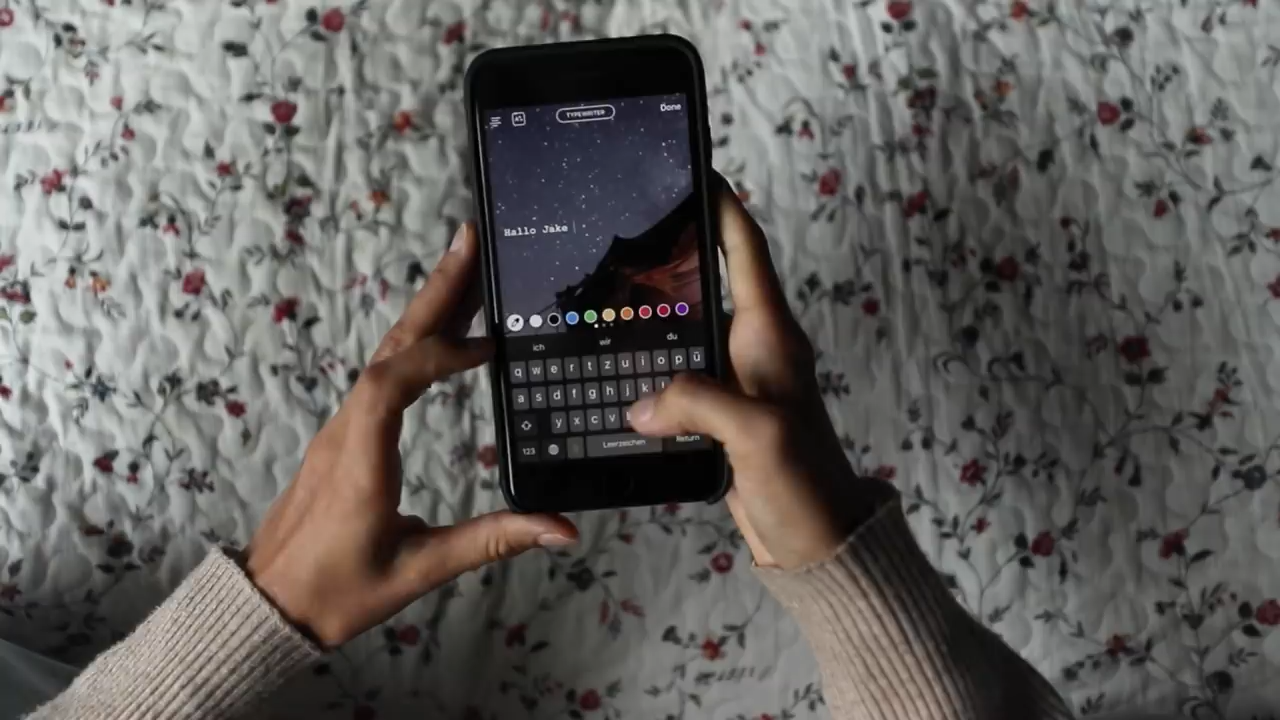 TYPEWRITER Done
Hallo Jake
ich wir du
q w e r t z u i o p ü
a s d f g h j k
y x c v
123 Leerzeichen Return